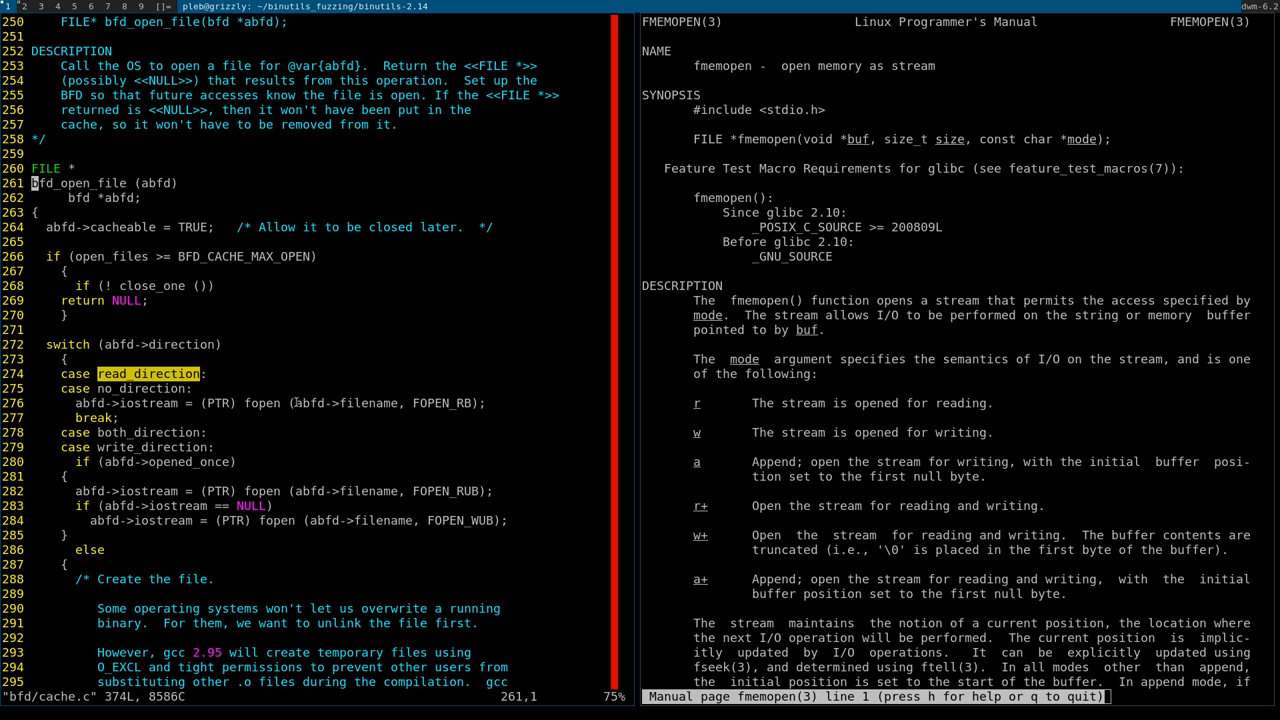 1 2 3 4 5 6 7 8 9 []= pleb@grizzly: ~/binutils_fuzzing/binutils-2.14 dwm-6.2
250 FILE* bfd_open_file(bfd *abfd);
251
252 DESCRIPTION
253 Call the OS to open a file for @var{abfd}.  Return the <<FILE *>>
254 (possibly <<NULL>>) that results from this operation.  Set up the
255 BFD so that future accesses know the file is open. If the <<FILE *>>
256 returned is <<NULL>>, then it won't have been put in the
257 cache, so it won't have to be removed from it.
258 */
259
260 FILE *
261 bfd_open_file (abfd)
262      bfd *abfd;
263 {
264   abfd->cacheable = TRUE;   /* Allow it to be closed later.  */
265
266   if (open_files >= BFD_CACHE_MAX_OPEN)
267     {
268       if (! close_one ())
269     return NULL;
270     }
271
272   switch (abfd->direction)
273     {
274     case read_direction:
275     case no_direction:
276       abfd->iostream = (PTR) fopen (abfd->filename, FOPEN_RB);
277       break;
278     case both_direction:
279     case write_direction:
280       if (abfd->opened_once)
281     {
282       abfd->iostream = (PTR) fopen (abfd->filename, FOPEN_RUB);
283       if (abfd->iostream == NULL)
284         abfd->iostream = (PTR) fopen (abfd->filename, FOPEN_WUB);
285     }
286       else
287     {
288       /* Create the file.
289
290          Some operating systems won't let us overwrite a running
291          binary.  For them, we want to unlink the file first.
292
293          However, gcc 2.95 will create temporary files using
294          O_EXCL and tight permissions to prevent other users from
295          substituting other .o files during the compilation.  gcc
"bfd/cache.c" 374L, 8586C 261,1 75%
FMEMOPEN(3) Linux Programmer's Manual FMEMOPEN(3)
NAME
fmemopen -  open memory as stream
SYNOPSIS
#include <stdio.h>
FILE *fmemopen(void *buf, size_t size, const char *mode);
Feature Test Macro Requirements for glibc (see feature_test_macros(7)):
fmemopen():
Since glibc 2.10:
_POSIX_C_SOURCE >= 200809L
Before glibc 2.10:
_GNU_SOURCE
DESCRIPTION
The  fmemopen() function opens a stream that permits the access specified by
mode.  The stream allows I/O to be performed on the string or memory  buffer
pointed to by buf.
The  mode  argument specifies the semantics of I/O on the stream, and is one
of the following:
r The stream is opened for reading.
w The stream is opened for writing.
a Append; open the stream for writing, with the initial  buffer  posi-
tion set to the first null byte.
r+ Open the stream for reading and writing.
w+ Open  the  stream  for reading and writing.  The buffer contents are
truncated (i.e., '\0' is placed in the first byte of the buffer).
a+ Append; open the stream for reading and writing,  with  the  initial
buffer position set to the first null byte.
The  stream  maintains  the notion of a current position, the location where
the next I/O operation will be performed.  The current position  is  implic-
itly  updated  by  I/O  operations.   It  can  be  explicitly  updated using
fseek(3), and determined using ftell(3).  In all modes  other  than  append,
the  initial position is set to the start of the buffer.  In append mode, if
Manual page fmemopen(3) line 1 (press h for help or q to quit)